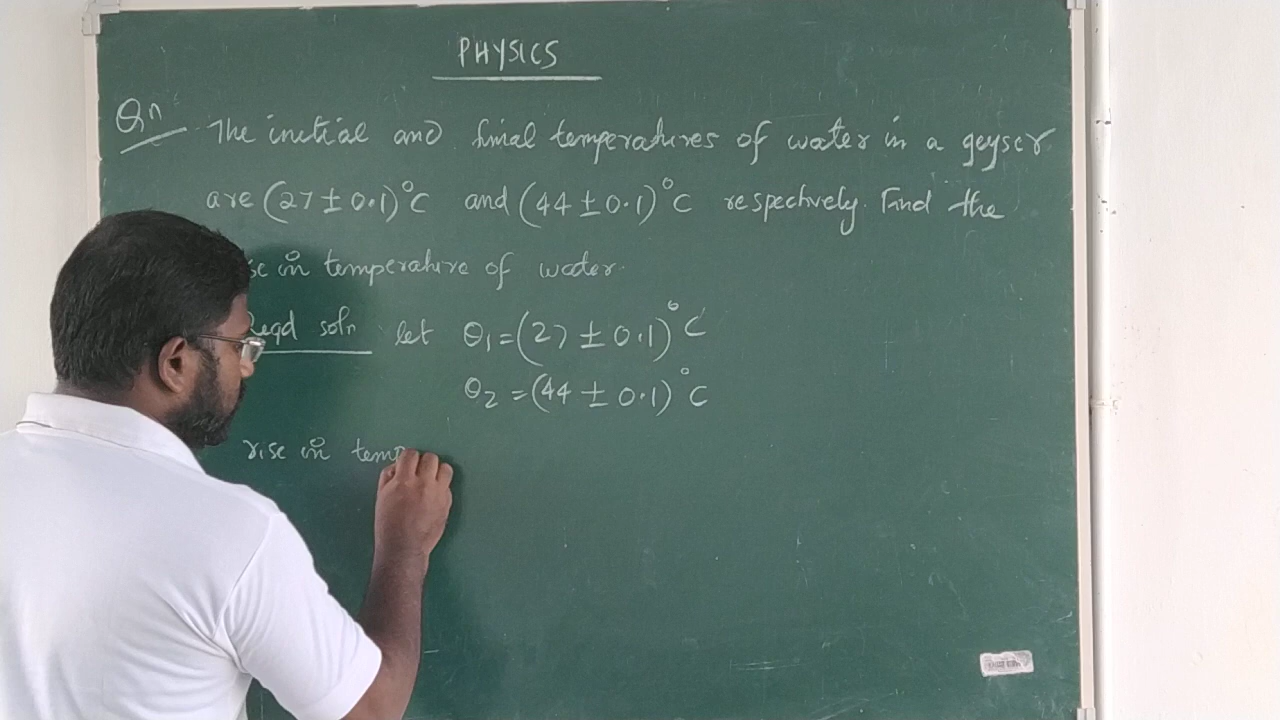 PHYSICS
Qn The initial and final temperatures of water in a geyser
are (27 ± 0.1)°C and (44 ± 0.1)°C respectively. Find the
in temperature of water.
soln let θ₁ = (27 ± 0.1)°C
θ₂ = (44 ± 0.1)°C
rise in temp